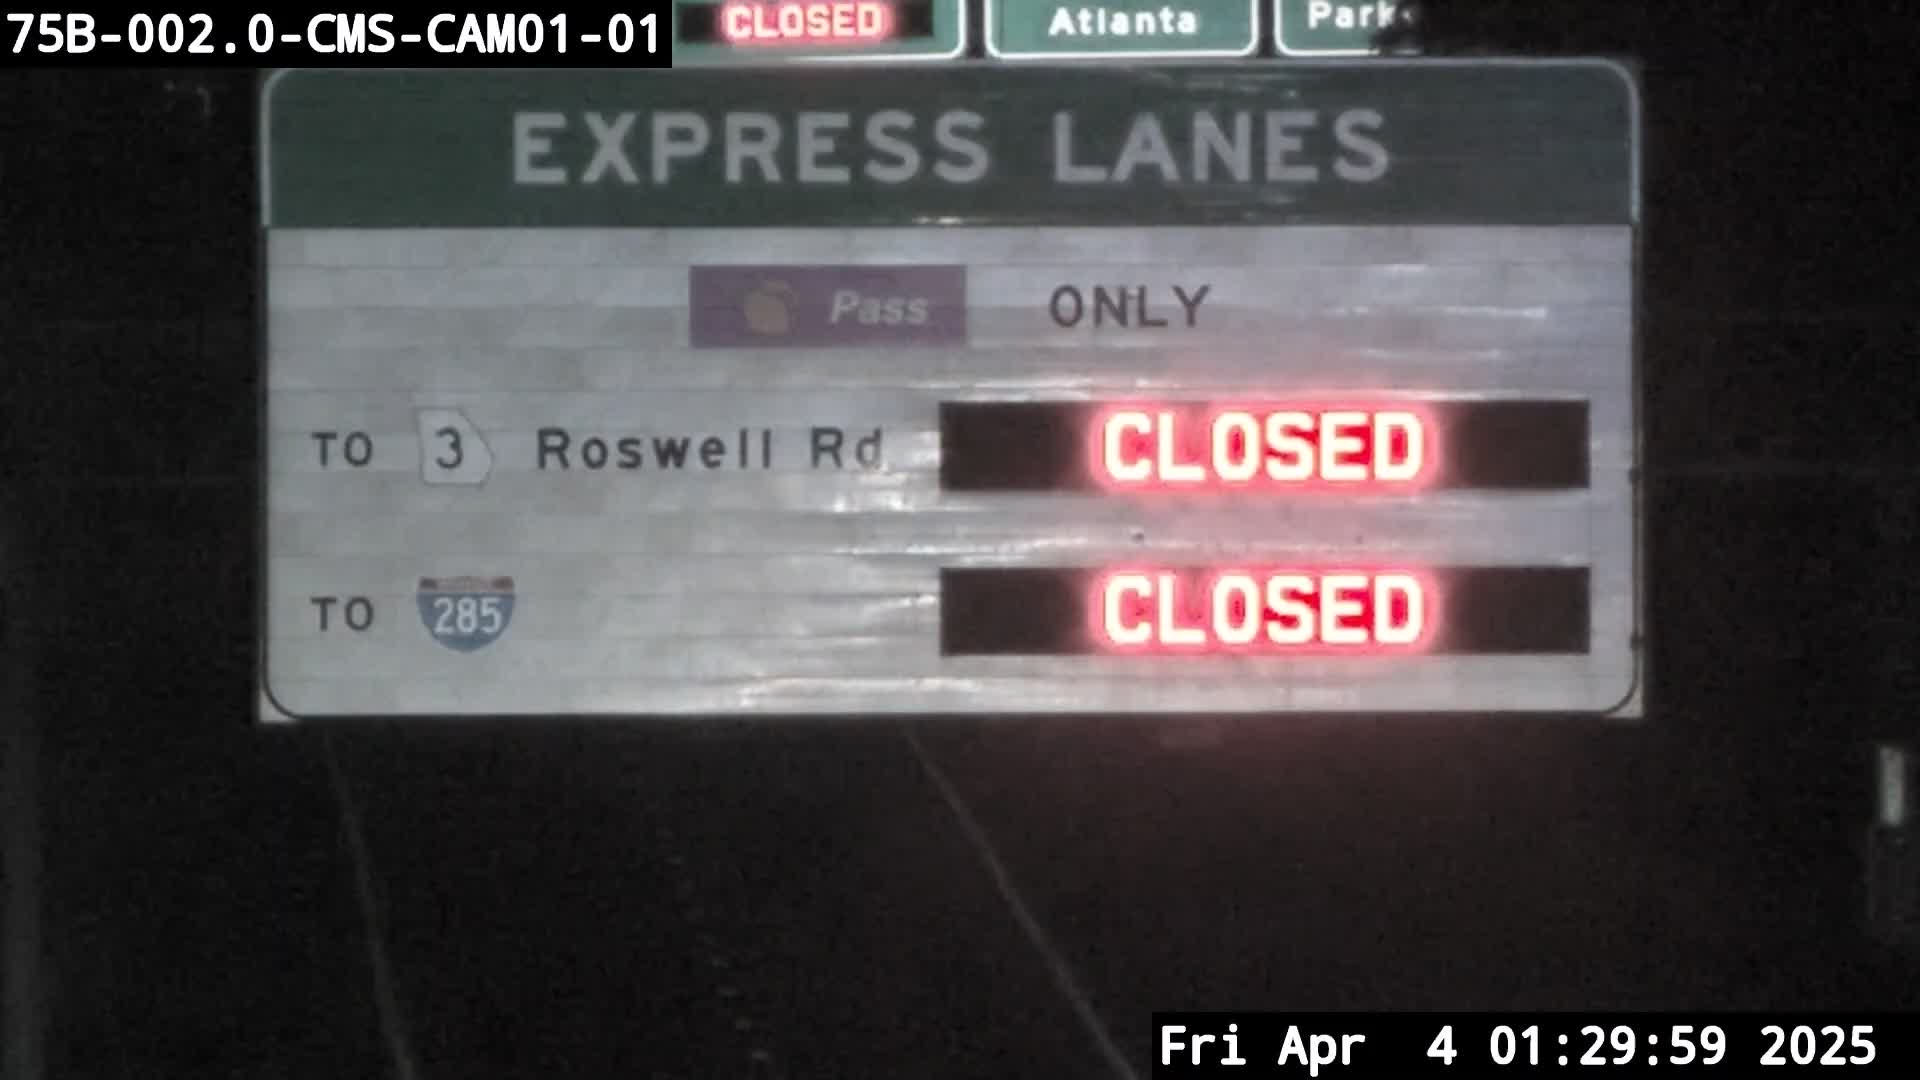 75B-002.0-CMS-CAM01-01
CLOSED
Atlanta
Park
EXPRESS LANES
Pass ONLY
TO 3 Roswell Rd CLOSED
TO 285 CLOSED
Fri Apr 4 01:29:59 2025